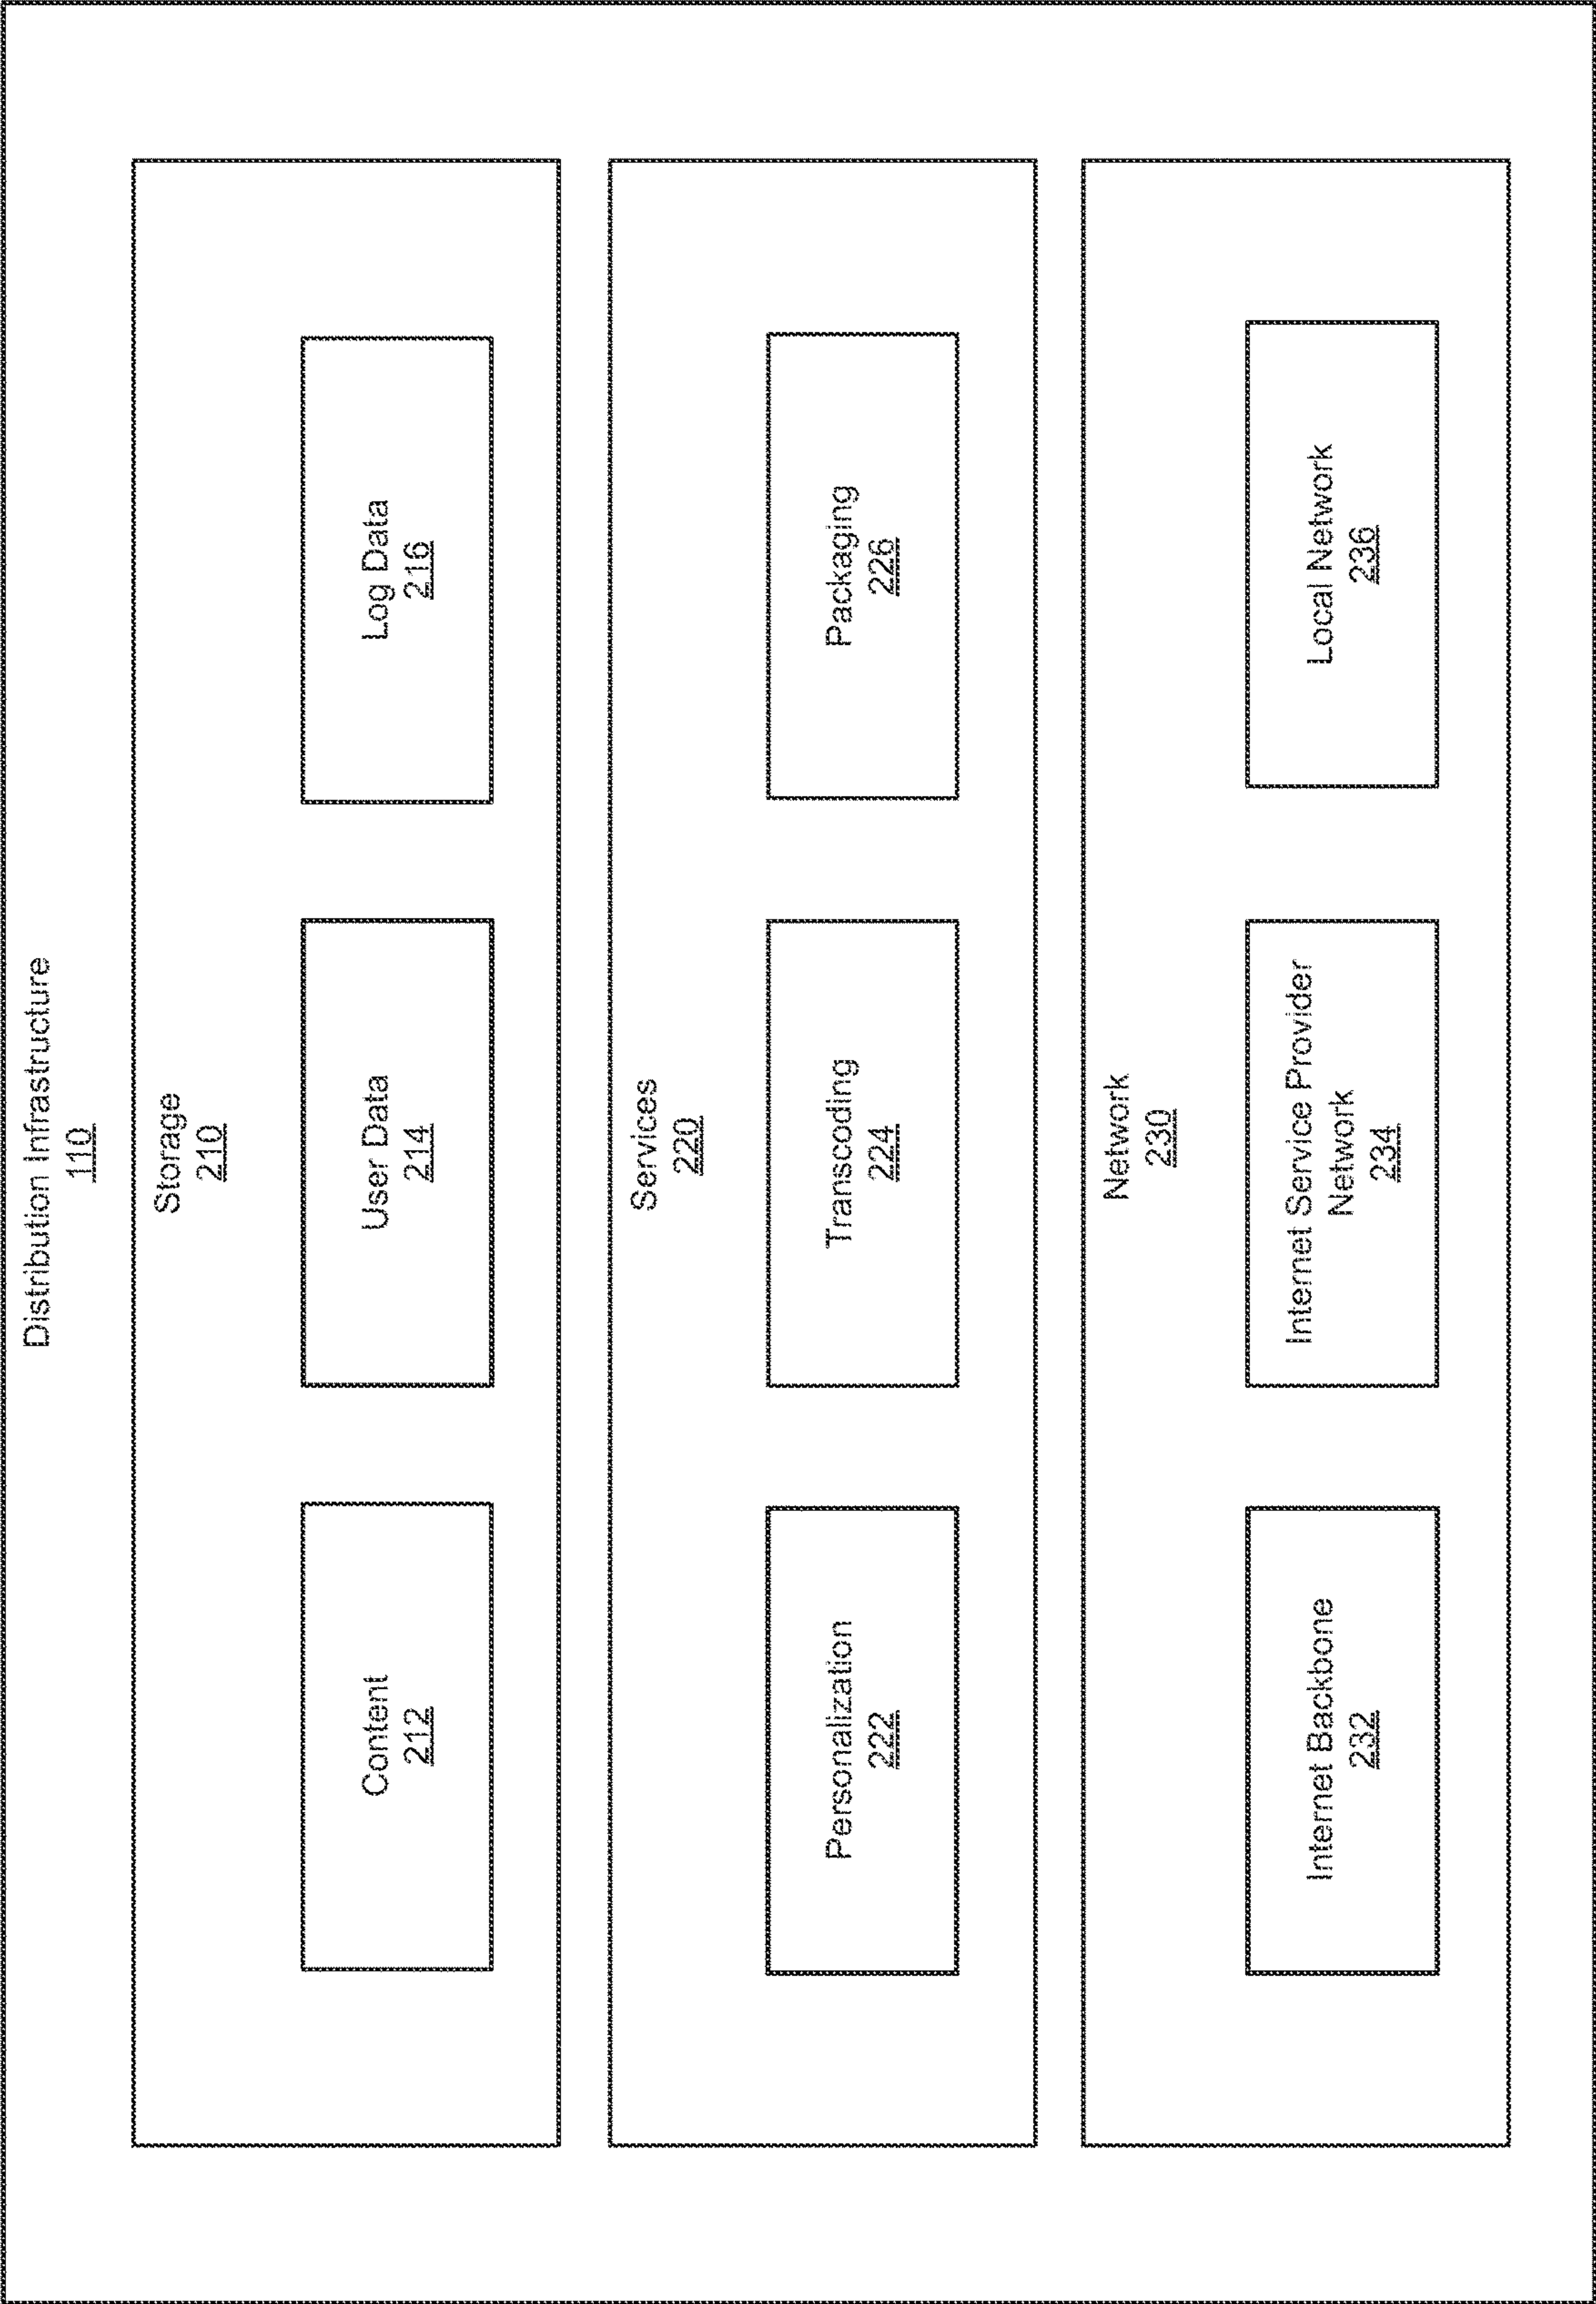 Distribution Infrastructure
110
Storage
210
Content
212
User Data
214
Log Data
216
Services
220
Personalization
222
Transcoding
224
Packaging
226
Network
230
Internet Backbone
232
Internet Service Provider
Network
234
Local Network
236